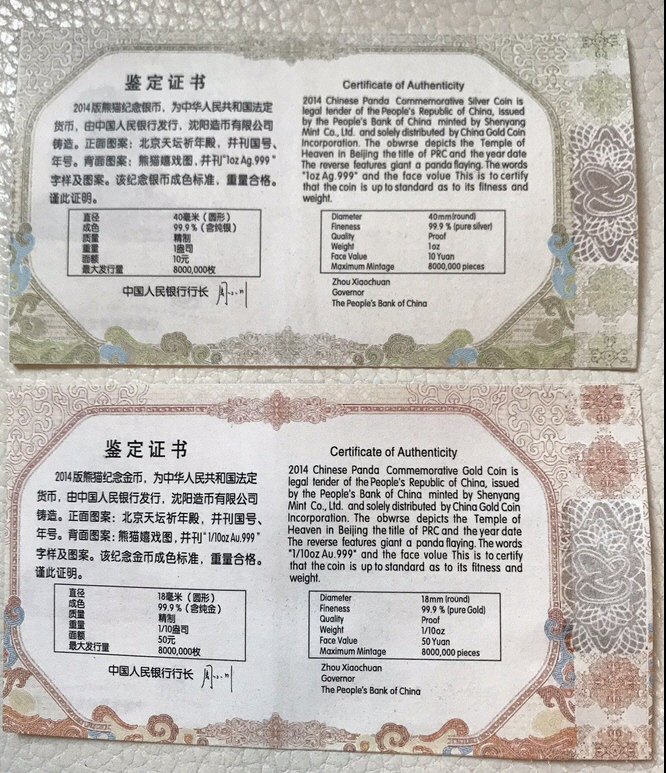 鉴定证书
2014版熊猫纪念银币，为中华人民共和国法定
货币，由中国人民银行发行，沈阳造币有限公司
铸造。正面图案：北京天坛祈年殿，并刊国号、
年号。背面图案：熊猫嬉戏图，并刊"1oz Ag.999"
字样及图案。该纪念银币成色标准，重量合格。
谨此证明。
直径 40毫米（圆形）
成色 99.9%（含纯银）
质量 精制
重量 1盎司
面额 10元
最大发行量 8000,000枚
中国人民银行行长
Certificate of Authenticity
2014 Chinese Panda Commemorative Silver Coin is
legal tender of the People's Republic of China, issued
by the People's Bank of China minted by Shenyang
Mint Co., Ltd. and solely distributed by China Gold Coin
Incorporation. The obwrse depicts the Temple of
Heaven in Beijing the title of PRC and the year date
The reverse features giant a panda flaying. The words
"1oz Ag.999" and the face value This is to certify
that the coin is up to standard as to its fitness and
weight.
Diameter 40mm(round)
Fineness 99.9 % (pure silver)
Quality Proof
Weight 1oz
Face Value 10 Yuan
Maximum Mintage 8000,000 pieces
Zhou Xiaochuan
Governor
The People's Bank of China
鉴定证书
2014版熊猫纪念金币，为中华人民共和国法定
货币，由中国人民银行发行，沈阳造币有限公司
铸造。正面图案：北京天坛祈年殿，并刊国号、
年号。背面图案：熊猫嬉戏图，并刊"1/10oz Au.999"
字样及图案。该纪念金币成色标准，重量合格。
谨此证明。
直径 18毫米（圆形）
成色 99.9%（含纯金）
质量 精制
重量 1/10盎司
面额 50元
最大发行量 8000,000枚
中国人民银行行长
Certificate of Authenticity
2014 Chinese Panda Commemorative Gold Coin is
legal tender of the People's Republic of China, issued
by the People's Bank of China minted by Shenyang
Mint Co., Ltd. and solely distributed by China Gold Coin
Incorporation. The obwrse depicts the Temple of
Heaven in Beijing the title of PRC and the year date
The reverse features giant a panda flaying. The words
"1/10oz Au.999" and the face volue This is to certify
that the coin is up to standard as to its fitness and
weight.
Diameter 18mm (round)
Fineness 99.9 % (pure Gold)
Quality Proof
Weight 1/10oz
Face Value 50 Yuan
Maximum Mintage 8000,000 pieces
Zhou Xiaochuan
Governor
The People's Bank of China